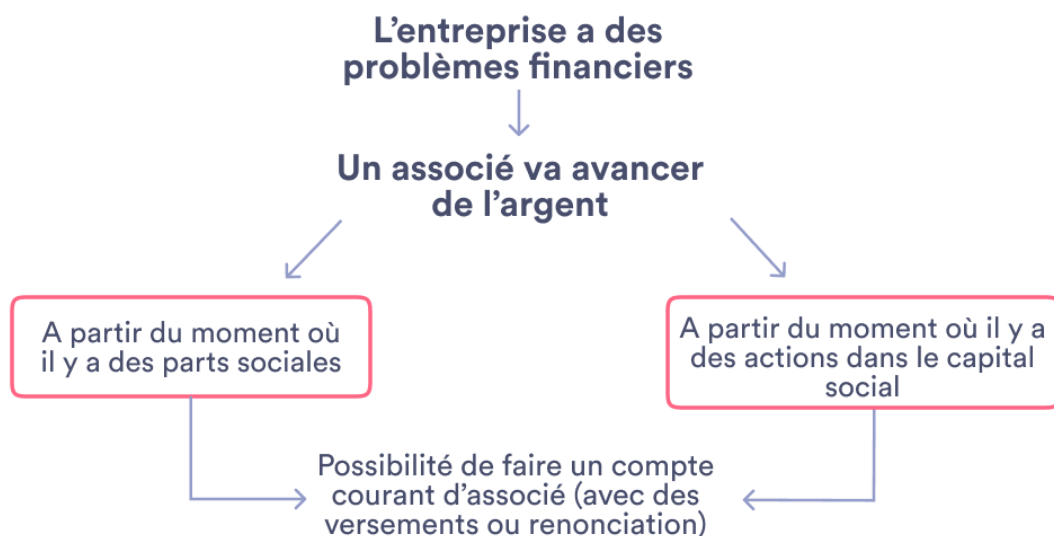 L’entreprise a des
problèmes financiers
Un associé va avancer
de l’argent
A partir du moment où
il y a des parts sociales
A partir du moment où il y a
des actions dans le capital
social
Possibilité de faire un compte
courant d’associé (avec des
versements ou renonciation)